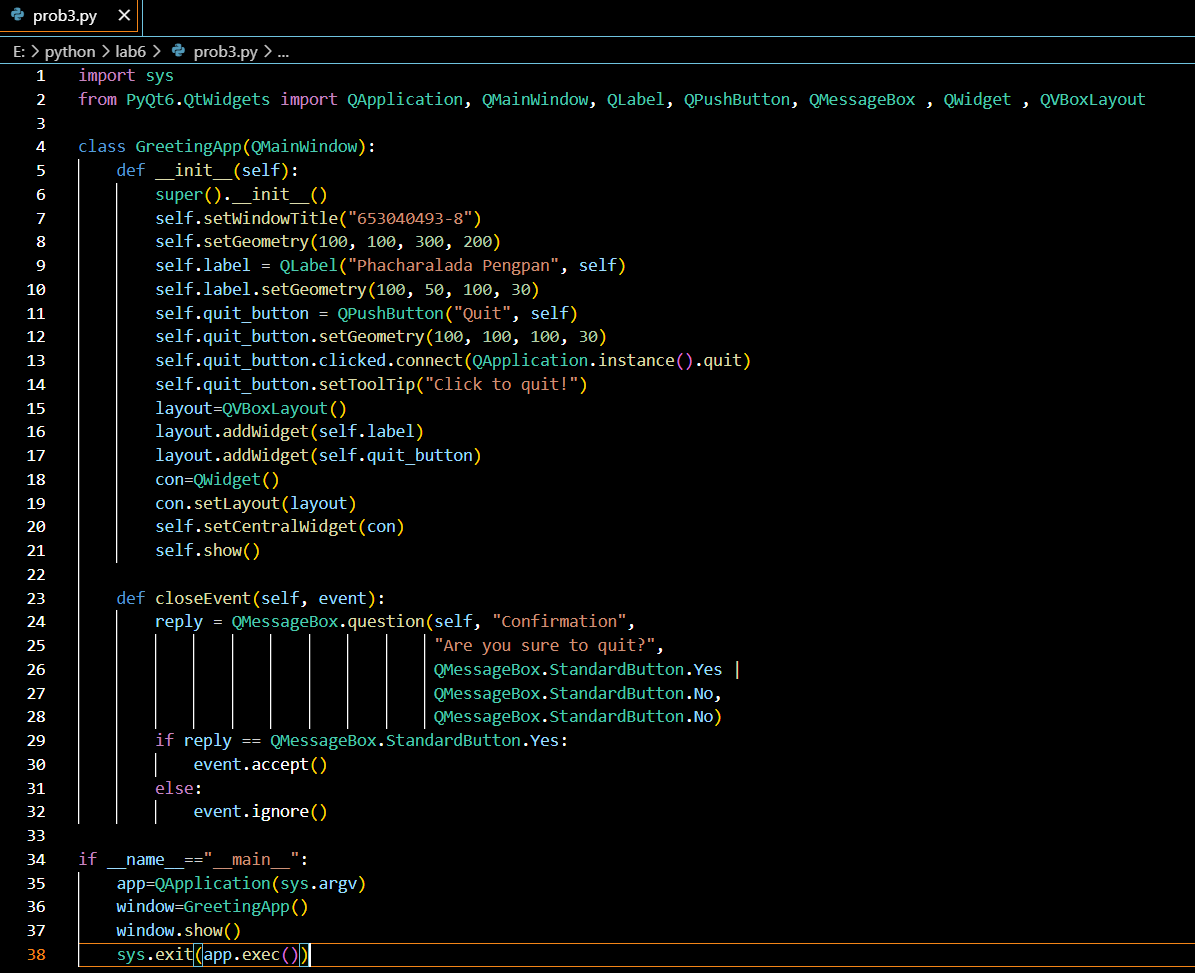 prob3.py ×
E: > python > lab6 > prob3.py > ...
1 import sys
2 from PyQt6.QtWidgets import QApplication, QMainWindow, QLabel, QPushButton, QMessageBox , QWidget , QVBoxLayout
3
4 class GreetingApp(QMainWindow):
5     def __init__(self):
6         super().__init__()
7         self.setWindowTitle("653040493-8")
8         self.setGeometry(100, 100, 300, 200)
9         self.label = QLabel("Phacharalada Pengpan", self)
10         self.label.setGeometry(100, 50, 100, 30)
11         self.quit_button = QPushButton("Quit", self)
12         self.quit_button.setGeometry(100, 100, 100, 30)
13         self.quit_button.clicked.connect(QApplication.instance().quit)
14         self.quit_button.setToolTip("Click to quit!")
15         layout=QVBoxLayout()
16         layout.addWidget(self.label)
17         layout.addWidget(self.quit_button)
18         con=QWidget()
19         con.setLayout(layout)
20         self.setCentralWidget(con)
21         self.show()
22
23     def closeEvent(self, event):
24         reply = QMessageBox.question(self, "Confirmation",
25                                      "Are you sure to quit?",
26                                      QMessageBox.StandardButton.Yes |
27                                      QMessageBox.StandardButton.No,
28                                      QMessageBox.StandardButton.No)
29         if reply == QMessageBox.StandardButton.Yes:
30             event.accept()
31         else:
32             event.ignore()
33
34 if __name__=="__main__":
35     app=QApplication(sys.argv)
36     window=GreetingApp()
37     window.show()
38     sys.exit(app.exec())